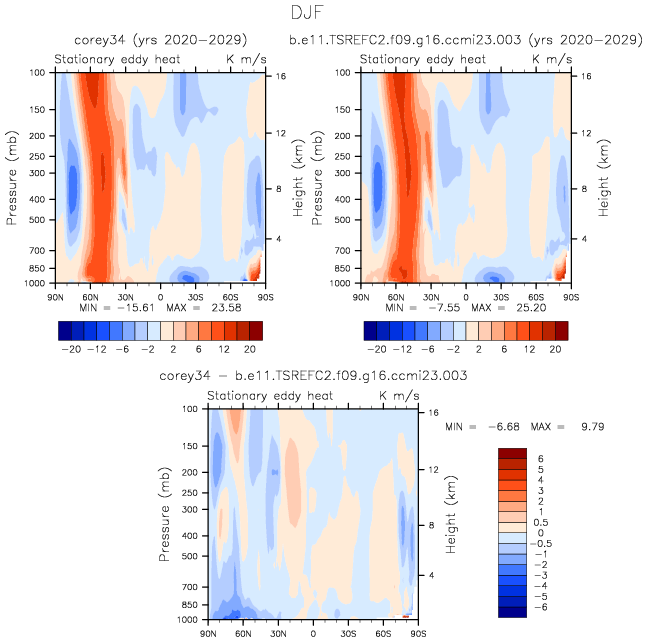 DJF
corey34 (yrs 2020-2029)
b.e11.TSREFC2.f09.g16.ccmi23.003 (yrs 2020-2029)
Stationary eddy heat K m/s
Stationary eddy heat K m/s
Pressure (mb)
100
150
200
250
300
400
500
700
850
1000
16
12
8
4
Height (km)
90N 60N 30N 0 30S 60S 90S
MIN = -15.61 MAX = 23.58
-20 -12 -6 -2 2 6 12 20
Pressure (mb)
100
150
200
250
300
400
500
700
850
1000
16
12
8
4
Height (km)
90N 60N 30N 0 30S 60S 90S
MIN = -7.55 MAX = 25.20
-20 -12 -6 -2 2 6 12 20
corey34 - b.e11.TSREFC2.f09.g16.ccmi23.003
Stationary eddy heat K m/s
Pressure (mb)
100
150
200
250
300
400
500
700
850
1000
16
12
8
4
Height (km)
90N 60N 30N 0 30S 60S 90S
MIN = -6.68 MAX = 9.79
6
5
4
3
2
1
0.5
0
-0.5
-1
-2
-3
-4
-5
-6